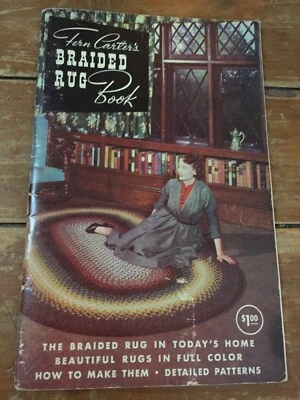 Fern Carter's
BRAIDED
RUG
Book
$1.00
THE BRAIDED RUG IN TODAY'S HOME
BEAUTIFUL RUGS IN FULL COLOR
HOW TO MAKE THEM • DETAILED PATTERNS